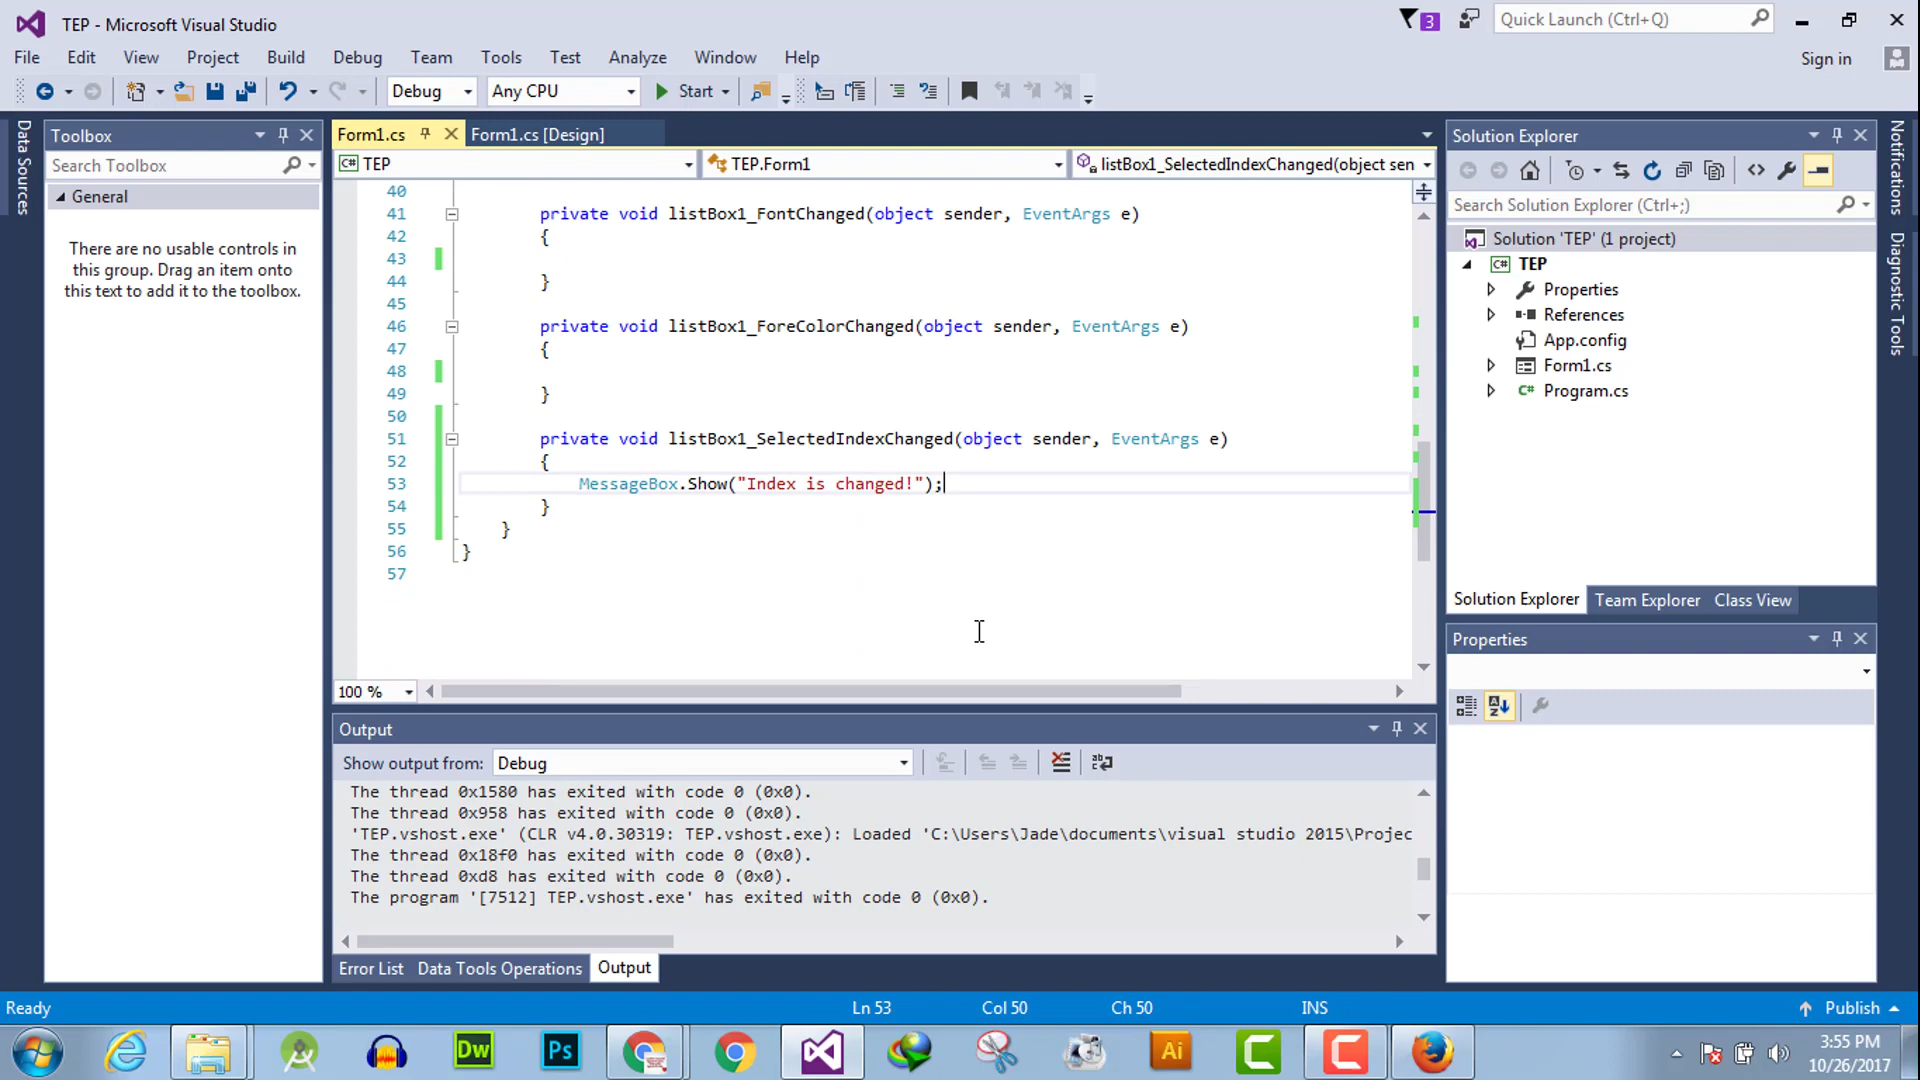 TEP - Microsoft Visual Studio
3
Quick Launch (Ctrl+Q)
File Edit View Project Build Debug Team Tools Test Analyze Window Help
Sign in
Debug Any CPU Start
Data Sources
Toolbox
Search Toolbox
General
There are no usable controls in
this group. Drag an item onto
this text to add it to the toolbox.
Form1.cs Form1.cs [Design]
C# TEP TEP.Form1 listBox1_SelectedIndexChanged(object sen
40
41 private void listBox1_FontChanged(object sender, EventArgs e)
42 {
43
44 }
45
46 private void listBox1_ForeColorChanged(object sender, EventArgs e)
47 {
48
49 }
50
51 private void listBox1_SelectedIndexChanged(object sender, EventArgs e)
52 {
53 MessageBox.Show("Index is changed!");
54 }
55 }
56 }
57
100 %
Output
Show output from: Debug
The thread 0x1580 has exited with code 0 (0x0).
The thread 0x958 has exited with code 0 (0x0).
'TEP.vshost.exe' (CLR v4.0.30319: TEP.vshost.exe): Loaded 'C:\Users\Jade\documents\visual studio 2015\Projec
The thread 0x18f0 has exited with code 0 (0x0).
The thread 0xd8 has exited with code 0 (0x0).
The program '[7512] TEP.vshost.exe' has exited with code 0 (0x0).
Error List Data Tools Operations Output
Solution Explorer
Search Solution Explorer (Ctrl+;)
Solution 'TEP' (1 project)
C# TEP
Properties
References
App.config
Form1.cs
C# Program.cs
Solution Explorer Team Explorer Class View
Properties
Notifications
Diagnostic Tools
Ready Ln 53 Col 50 Ch 50 INS Publish
Dw Ps Ai
3:55 PM
10/26/2017